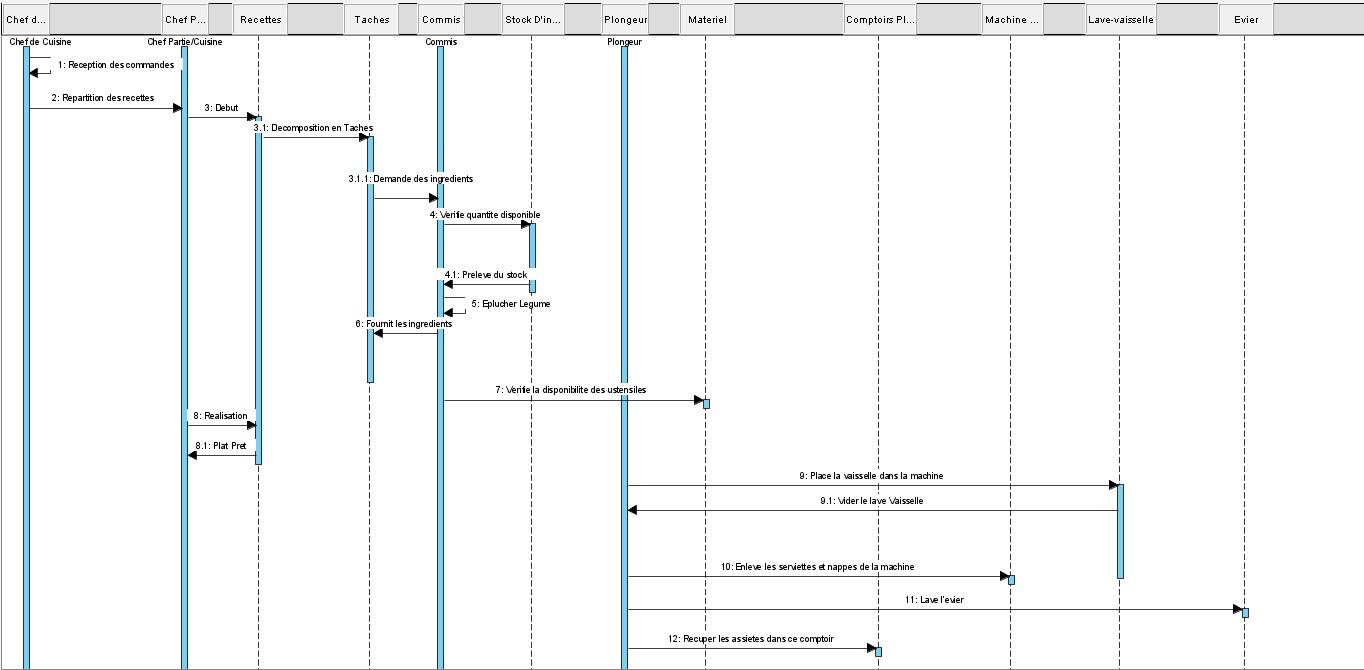 Chef d...
Chef P...
Recettes
Taches
Commis
Stock D'in...
Plongeur
Materiel
Comptoirs Pl...
Machine ...
Lave-vaisselle
Evier
Chef de Cuisine
Chef Partie/Cuisine
Commis
Plongeur
1: Reception des commandes
2: Repartition des recettes
3: Debut
3.1: Decomposition en Taches
3.1.1: Demande des ingredients
4: Verifie quantite disponible
4.1: Preleve du stock
5: Eplucher Legume
6: Fournit les ingredients
7: Verifie la disponibilite des ustensiles
8: Realisation
8.1: Plat Pret
9: Place la vaisselle dans la machine
9.1: Vider le lave Vaisselle
10: Enleve les serviettes et nappes de la machine
11: Lave l'evier
12: Recuper les assietes dans ce comptoir